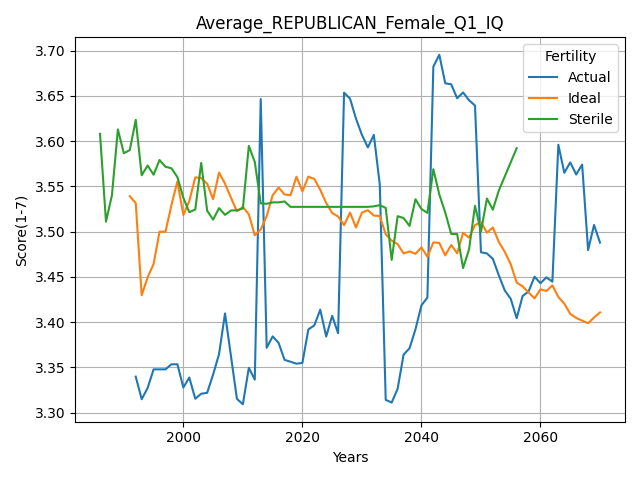 Average_REPUBLICAN_Female_Q1_IQ
Fertility
Actual
Ideal
Sterile
Score(1-7)
3.70
3.65
3.60
3.55
3.50
3.45
3.40
3.35
3.30
2000 2020 2040 2060
Years